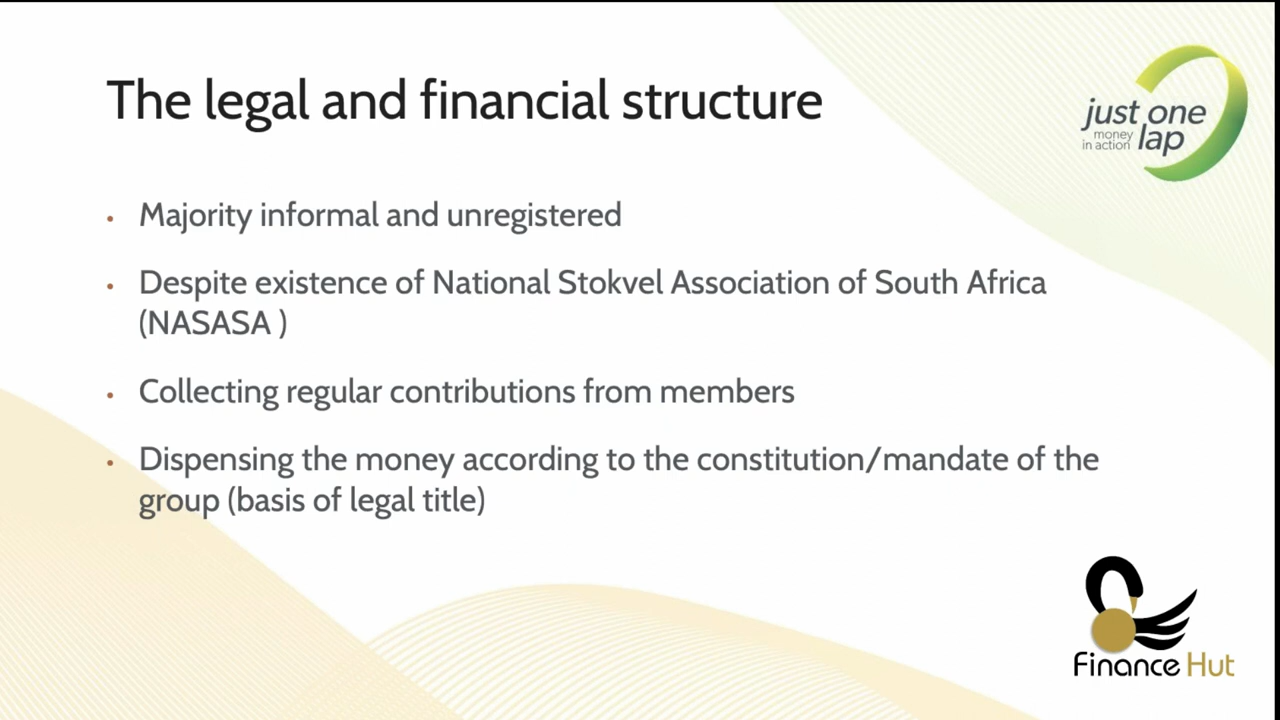 The legal and financial structure
just one
money
in action lap
• Majority informal and unregistered
• Despite existence of National Stokvel Association of South Africa
(NASASA )
• Collecting regular contributions from members
• Dispensing the money according to the constitution/mandate of the
group (basis of legal title)
Finance Hut